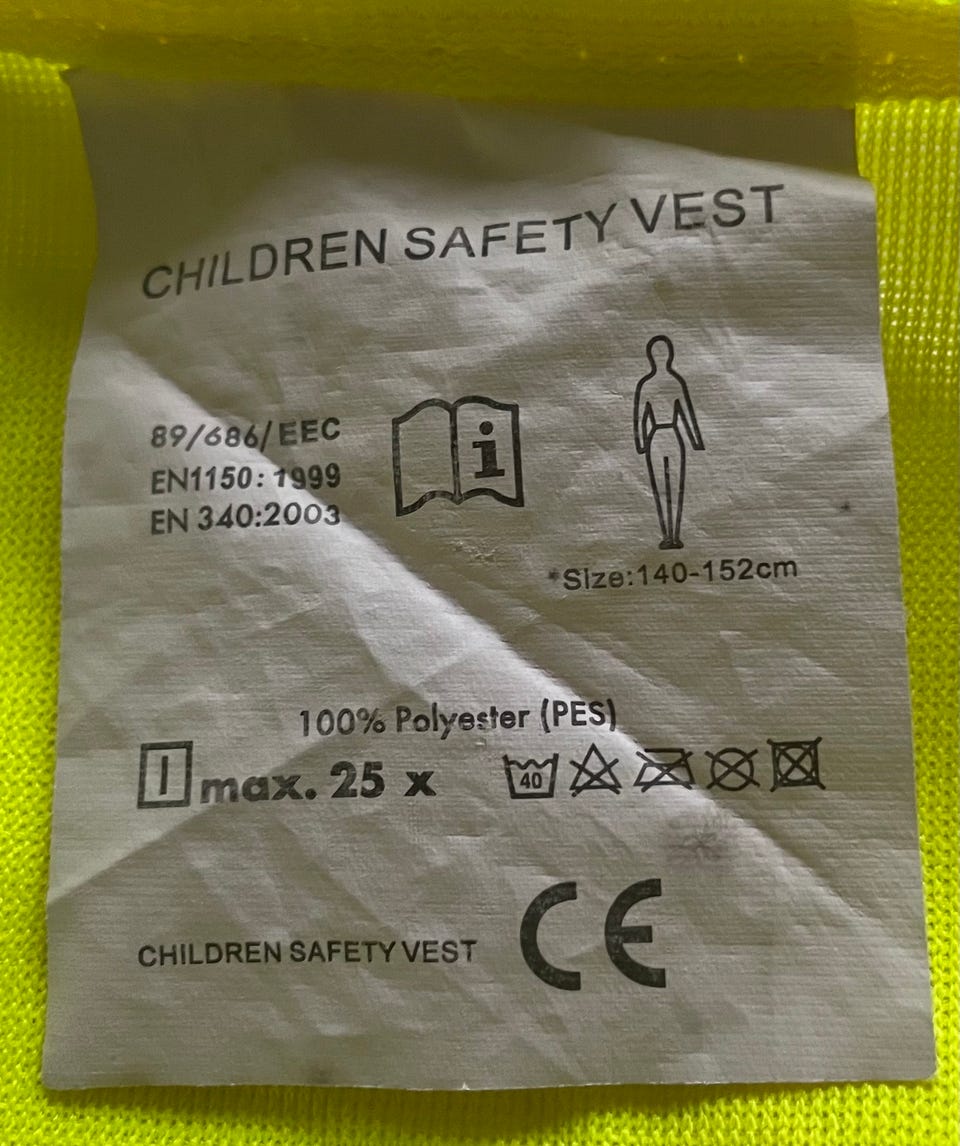 CHILDREN SAFETY VEST
89/686/EEC
EN1150:1999
EN 340:2003
i
*Size:140-152cm
100% Polyester (PES)
I max. 25 x
40
CHILDREN SAFETY VEST
CE